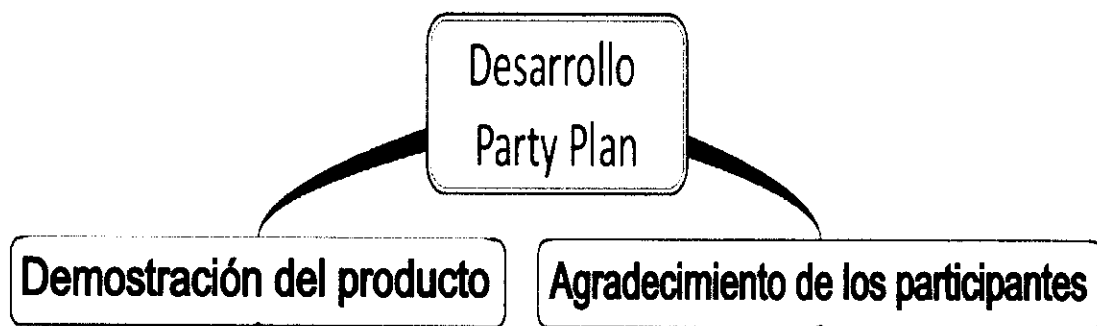 Desarrollo
Party Plan
Demostración del producto
Agradecimiento de los participantes